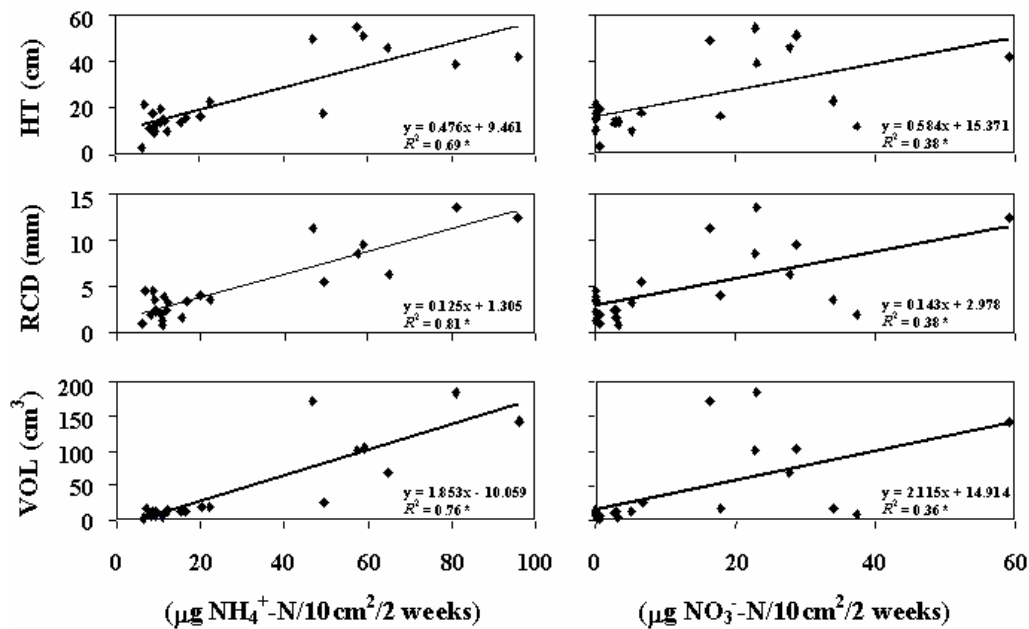 HT (cm)
60
40
20
0
y = 0.476x + 9.461
R² = 0.69 *
y = 0.584x + 15.371
R² = 0.38 *
RCD (mm)
15
10
5
0
y = 0.125x + 1.305
R² = 0.81 *
y = 0.143x + 2.978
R² = 0.38 *
VOL (cm³)
200
150
100
50
0
y = 1.853x - 10.059
R² = 0.76 *
y = 2.115x + 14.914
R² = 0.36 *
0 20 40 60 80 100
0 20 40 60
(µg NH₄⁺-N/10 cm²/2 weeks)
(µg NO₃⁻-N/10 cm²/2 weeks)